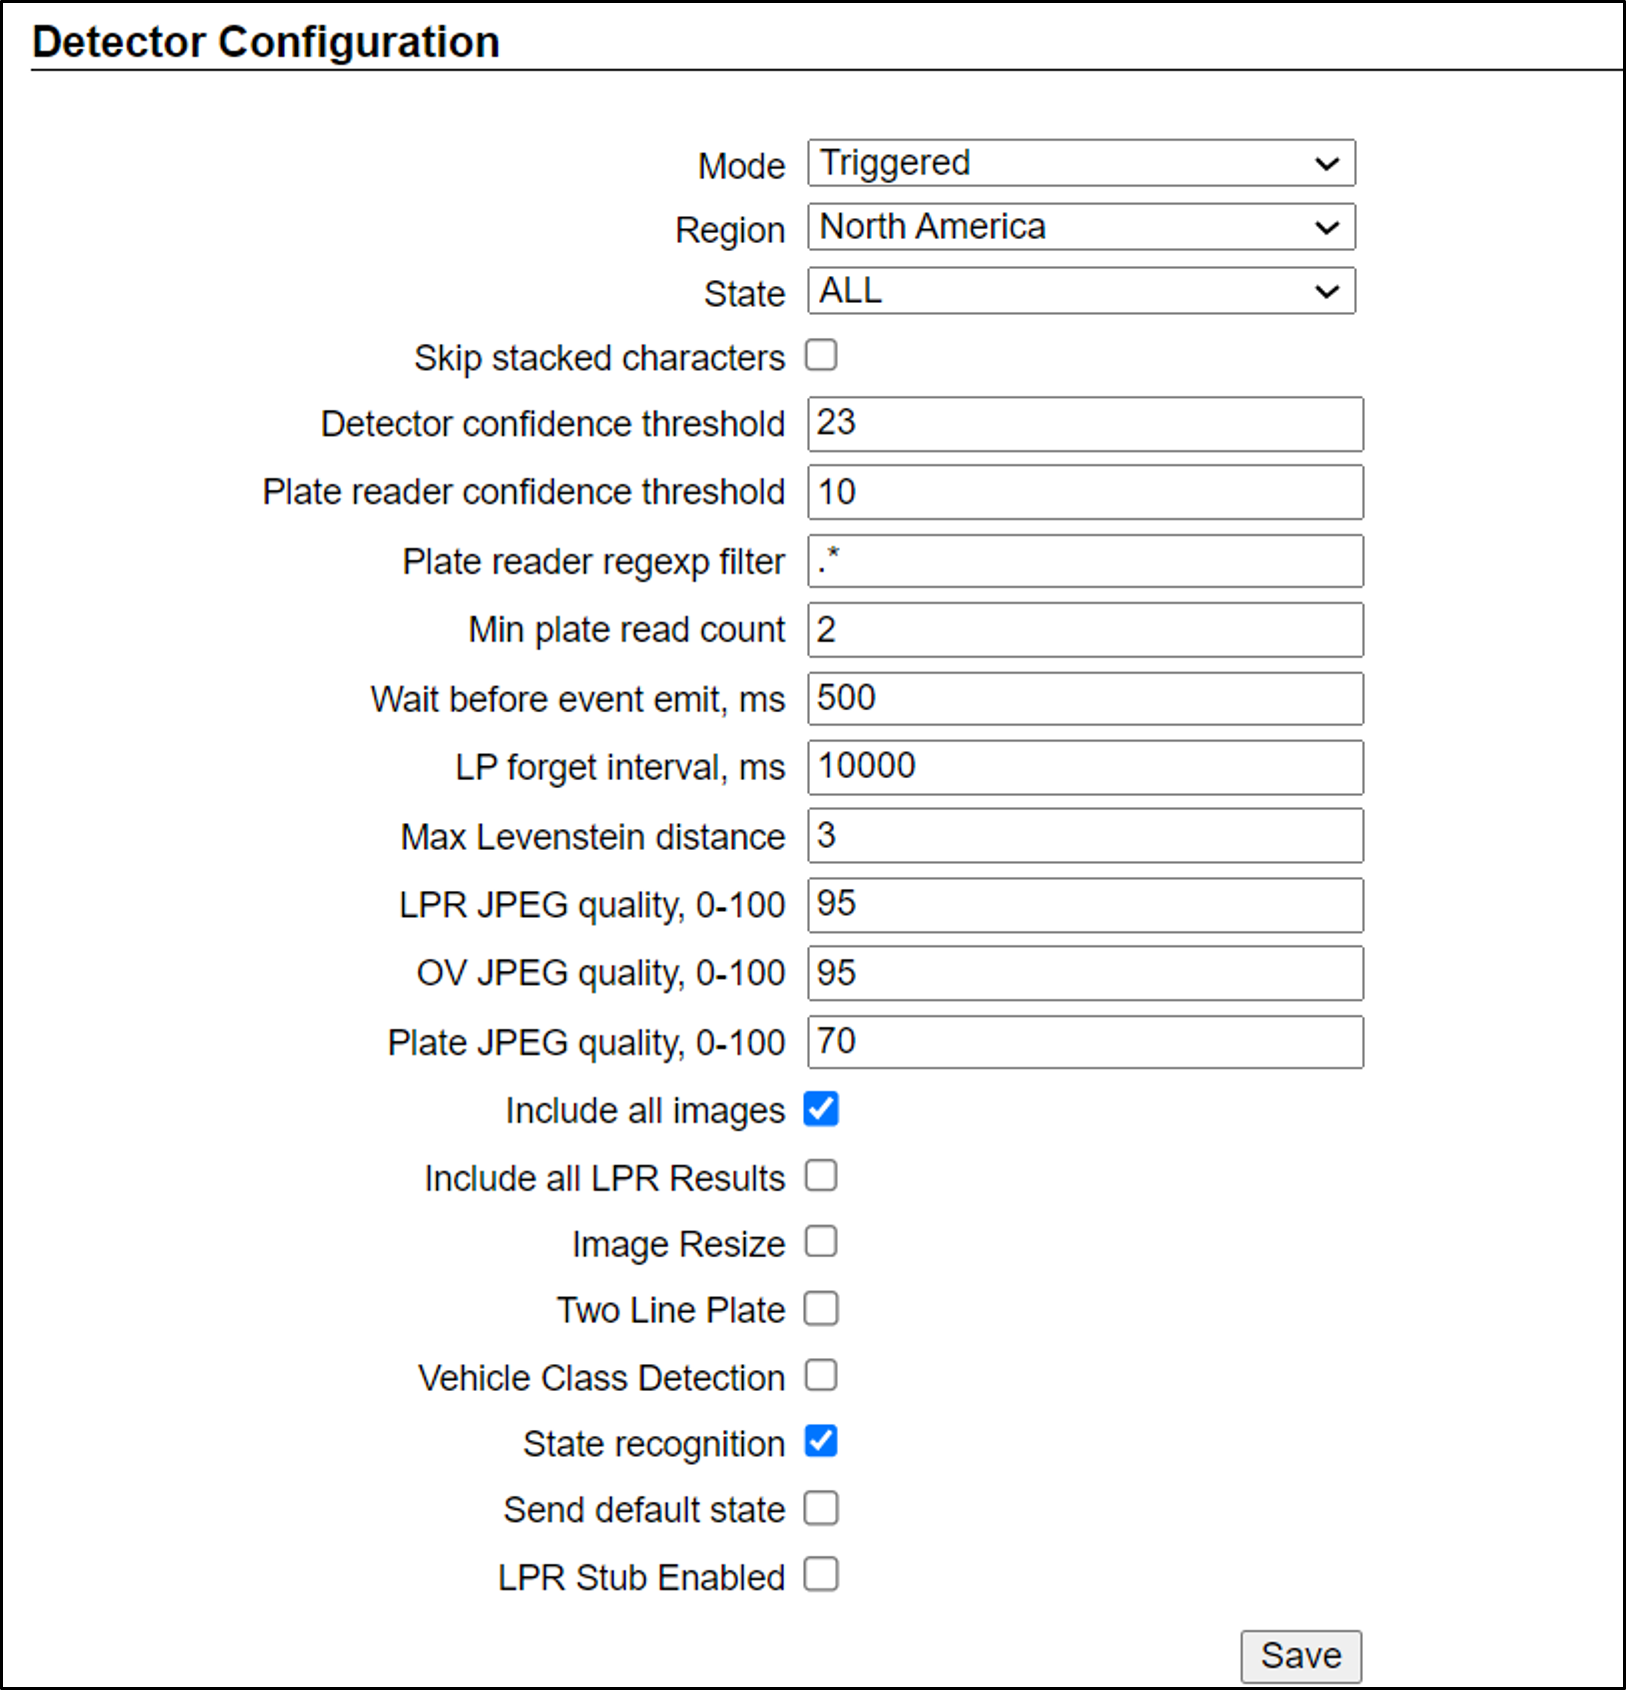 Detector Configuration
Mode Triggered
Region North America
State ALL
Skip stacked characters
Detector confidence threshold 23
Plate reader confidence threshold 10
Plate reader regexp filter .*
Min plate read count 2
Wait before event emit, ms 500
LP forget interval, ms 10000
Max Levenstein distance 3
LPR JPEG quality, 0-100 95
OV JPEG quality, 0-100 95
Plate JPEG quality, 0-100 70
Include all images
Include all LPR Results
Image Resize
Two Line Plate
Vehicle Class Detection
State recognition
Send default state
LPR Stub Enabled
Save